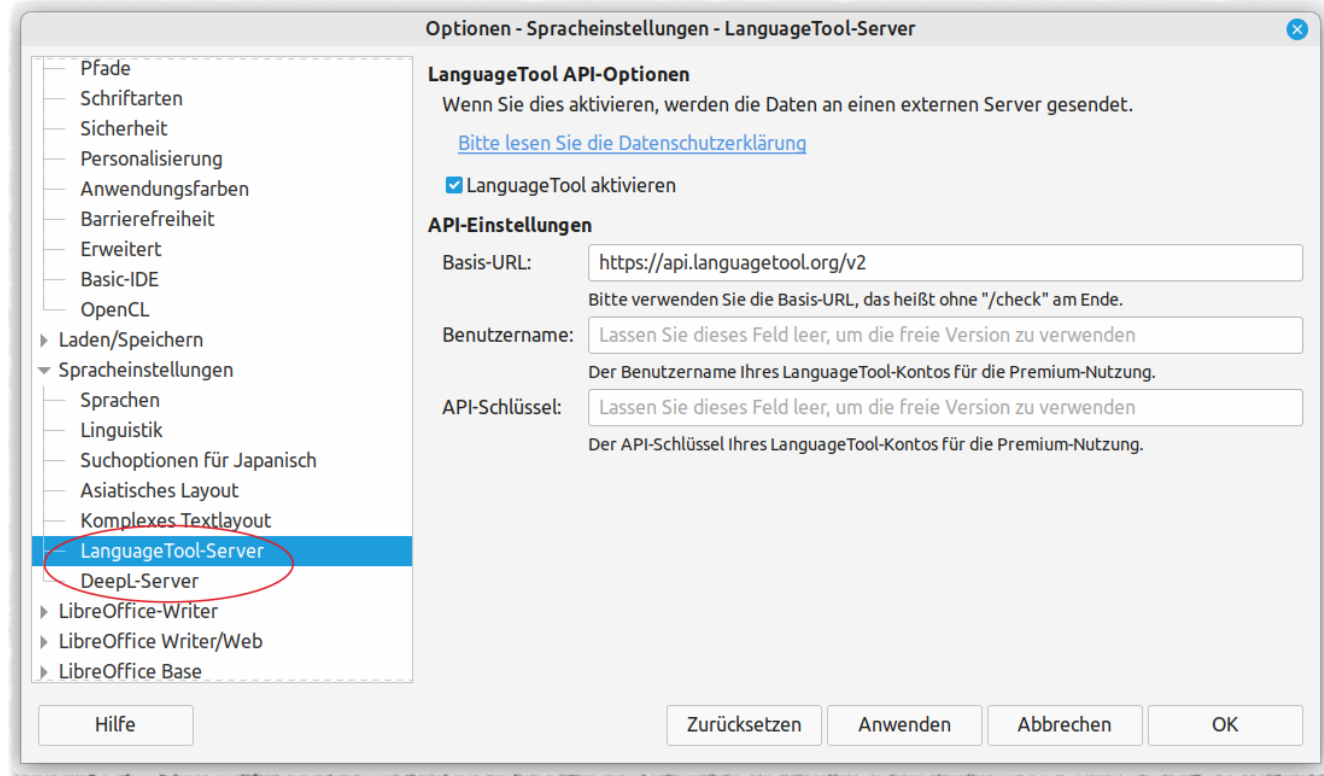 Optionen - Spracheinstellungen - LanguageTool-Server
Pfade
Schriftarten
Sicherheit
Personalisierung
Anwendungsfarben
Barrierefreiheit
Erweitert
Basic-IDE
OpenCL
Laden/Speichern
Spracheinstellungen
Sprachen
Linguistik
Suchoptionen für Japanisch
Asiatisches Layout
Komplexes Textlayout
LanguageTool-Server
DeepL-Server
LibreOffice-Writer
LibreOffice Writer/Web
LibreOffice Base
LanguageTool API-Optionen
Wenn Sie dies aktivieren, werden die Daten an einen externen Server gesendet.
Bitte lesen Sie die Datenschutzerklärung
LanguageTool aktivieren
API-Einstellungen
Basis-URL: https://api.languagetool.org/v2
Bitte verwenden Sie die Basis-URL, das heißt ohne "/check" am Ende.
Benutzername: Lassen Sie dieses Feld leer, um die freie Version zu verwenden
Der Benutzername Ihres LanguageTool-Kontos für die Premium-Nutzung.
API-Schlüssel: Lassen Sie dieses Feld leer, um die freie Version zu verwenden
Der API-Schlüssel Ihres LanguageTool-Kontos für die Premium-Nutzung.
Hilfe Zurücksetzen Anwenden Abbrechen OK